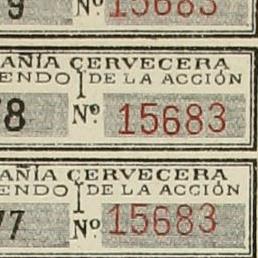 9 Nº 15683
AÑIA CERVECERA
ENDO DE LA ACCIÓN
78 Nº 15683
AÑIA CERVECERA
ENDO DE LA ACCIÓN
77 Nº 15683